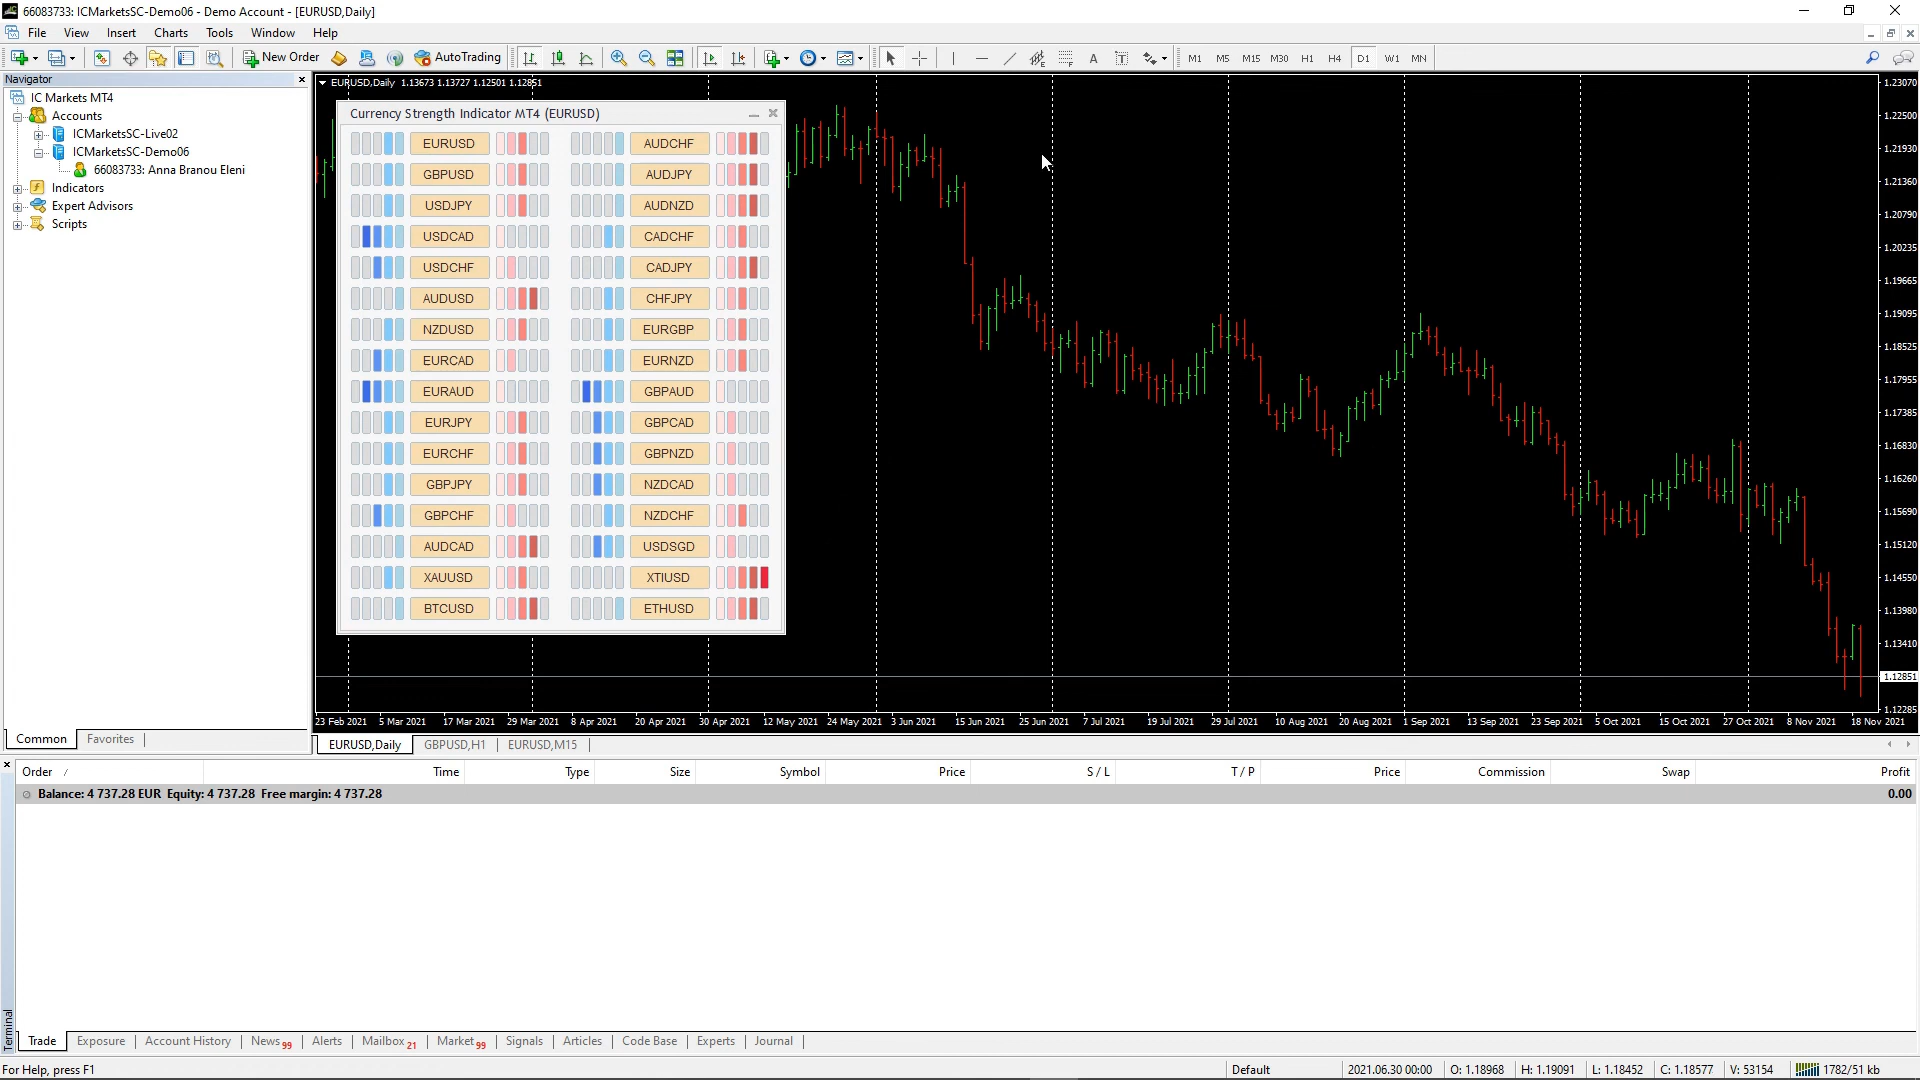 66083733: ICMarketsSC-Demo06 - Demo Account - [EURUSD,Daily]
File View Insert Charts Tools Window Help
New Order AutoTrading A T M1 M5 M15 M30 H1 H4 D1 W1 MN
Navigator
IC Markets MT4
Accounts
ICMarketsSC-Live02
ICMarketsSC-Demo06
66083733: Anna Branou Eleni
Indicators
Expert Advisors
Scripts
Common Favorites
EURUSD,Daily 1.13673 1.13727 1.12501 1.12851
Currency Strength Indicator MT4 (EURUSD)
EURUSD AUDCHF
GBPUSD AUDJPY
USDJPY AUDNZD
USDCAD CADCHF
USDCHF CADJPY
AUDUSD CHFJPY
NZDUSD EURGBP
EURCAD EURNZD
EURAUD GBPAUD
EURJPY GBPCAD
EURCHF GBPNZD
GBPJPY NZDCAD
GBPCHF NZDCHF
AUDCAD USDSGD
XAUUSD XTIUSD
BTCUSD ETHUSD
1.23070
1.22500
1.21930
1.21360
1.20790
1.20235
1.19665
1.19095
1.18525
1.17955
1.17385
1.16830
1.16260
1.15690
1.15120
1.14550
1.13980
1.13410
1.12851
1.12285
23 Feb 2021 5 Mar 2021 17 Mar 2021 29 Mar 2021 8 Apr 2021 20 Apr 2021 30 Apr 2021 12 May 2021 24 May 2021 3 Jun 2021 15 Jun 2021 25 Jun 2021 7 Jul 2021 19 Jul 2021 29 Jul 2021 10 Aug 2021 20 Aug 2021 1 Sep 2021 13 Sep 2021 23 Sep 2021 5 Oct 2021 15 Oct 2021 27 Oct 2021 8 Nov 2021 18 Nov 2021
EURUSD,Daily GBPUSD,H1 EURUSD,M15
Order / Time Type Size Symbol Price S / L T / P Price Commission Swap Profit
Balance: 4 737.28 EUR Equity: 4 737.28 Free margin: 4 737.28 0.00
Terminal
Trade Exposure Account History News 99 Alerts Mailbox 21 Market 99 Signals Articles Code Base Experts Journal
For Help, press F1 Default 2021.06.30 00:00 O: 1.18968 H: 1.19091 L: 1.18452 C: 1.18577 V: 53154 1782/51 kb